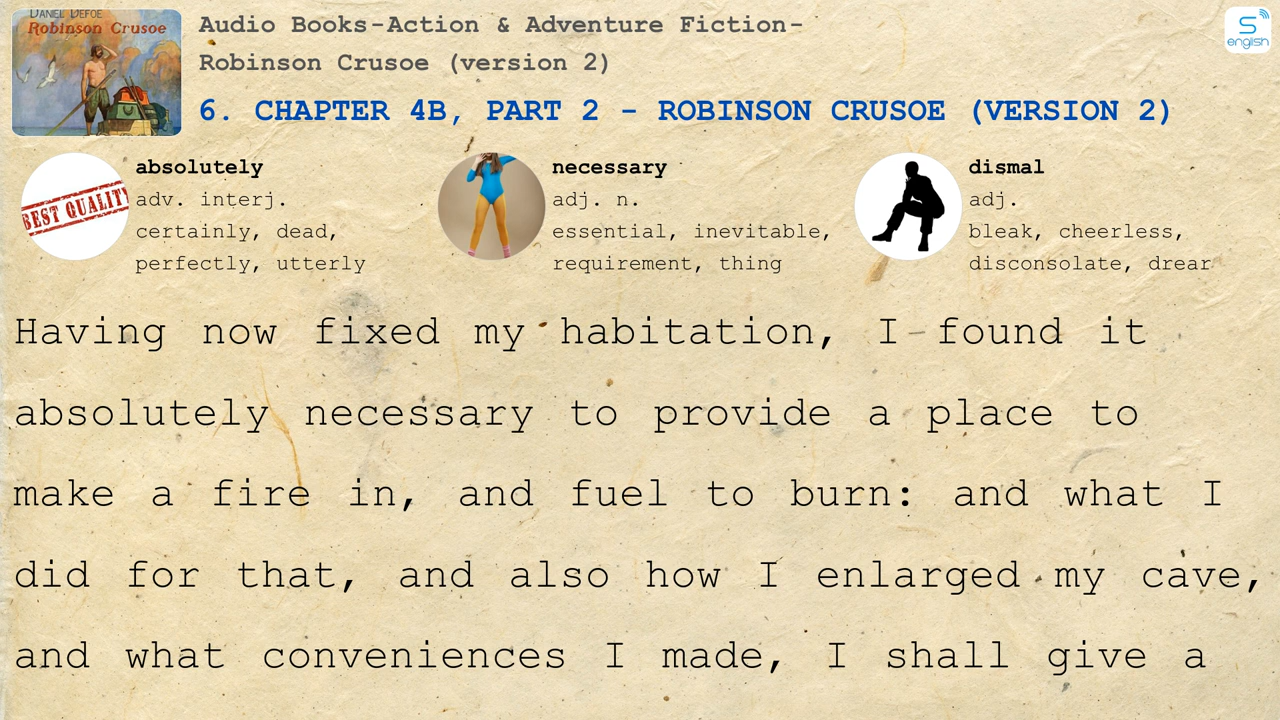 DANIEL DEFOE
Robinson Crusoe
Audio Books-Action & Adventure Fiction-
Robinson Crusoe (version 2)
S
english
6. CHAPTER 4B, PART 2 - ROBINSON CRUSOE (VERSION 2)
BEST QUALITY
absolutely
adv. interj.
certainly, dead,
perfectly, utterly
necessary
adj. n.
essential, inevitable,
requirement, thing
dismal
adj.
bleak, cheerless,
disconsolate, drear
Having now fixed my habitation, I found it
absolutely necessary to provide a place to
make a fire in, and fuel to burn: and what I
did for that, and also how I enlarged my cave,
and what conveniences I made, I shall give a